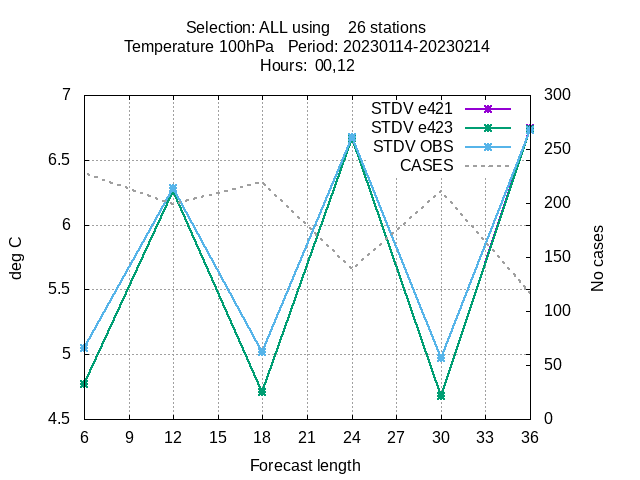 Selection: ALL using    26 stations
Temperature 100hPa   Period: 20230114-20230214
Hours:  00,12
7
6.5
6
5.5
5
4.5
deg C
STDV e421
STDV e423
STDV OBS
CASES
300
250
200
150
100
50
0
No cases
6 9 12 15 18 21 24 27 30 33 36
Forecast length